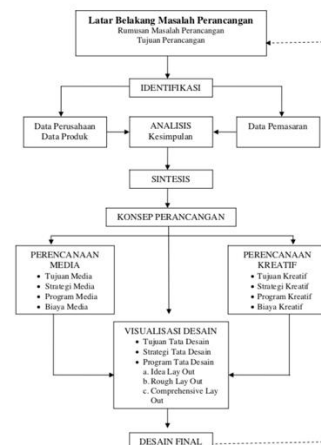 Latar Belakang Masalah Perancangan
Rumusan Masalah Perancangan
Tujuan Perancangan
IDENTIFIKASI
Data Perusahaan
Data Produk
ANALISIS
Kesimpulan
Data Pemasaran
SINTESIS
KONSEP PERANCANGAN
PERENCANAAN
MEDIA
• Tujuan Media
• Strategi Media
• Program Media
• Biaya Media
PERENCANAAN
KREATIF
• Tujuan Kreatif
• Strategi Kreatif
• Program Kreatif
• Biaya Kreatif
VISUALISASI DESAIN
• Tujuan Tata Desain
• Strategi Tata Desain
• Program Tata Desain
a. Idea Lay Out
b. Rough Lay Out
c. Comprehensive Lay
Out
DESAIN FINAL